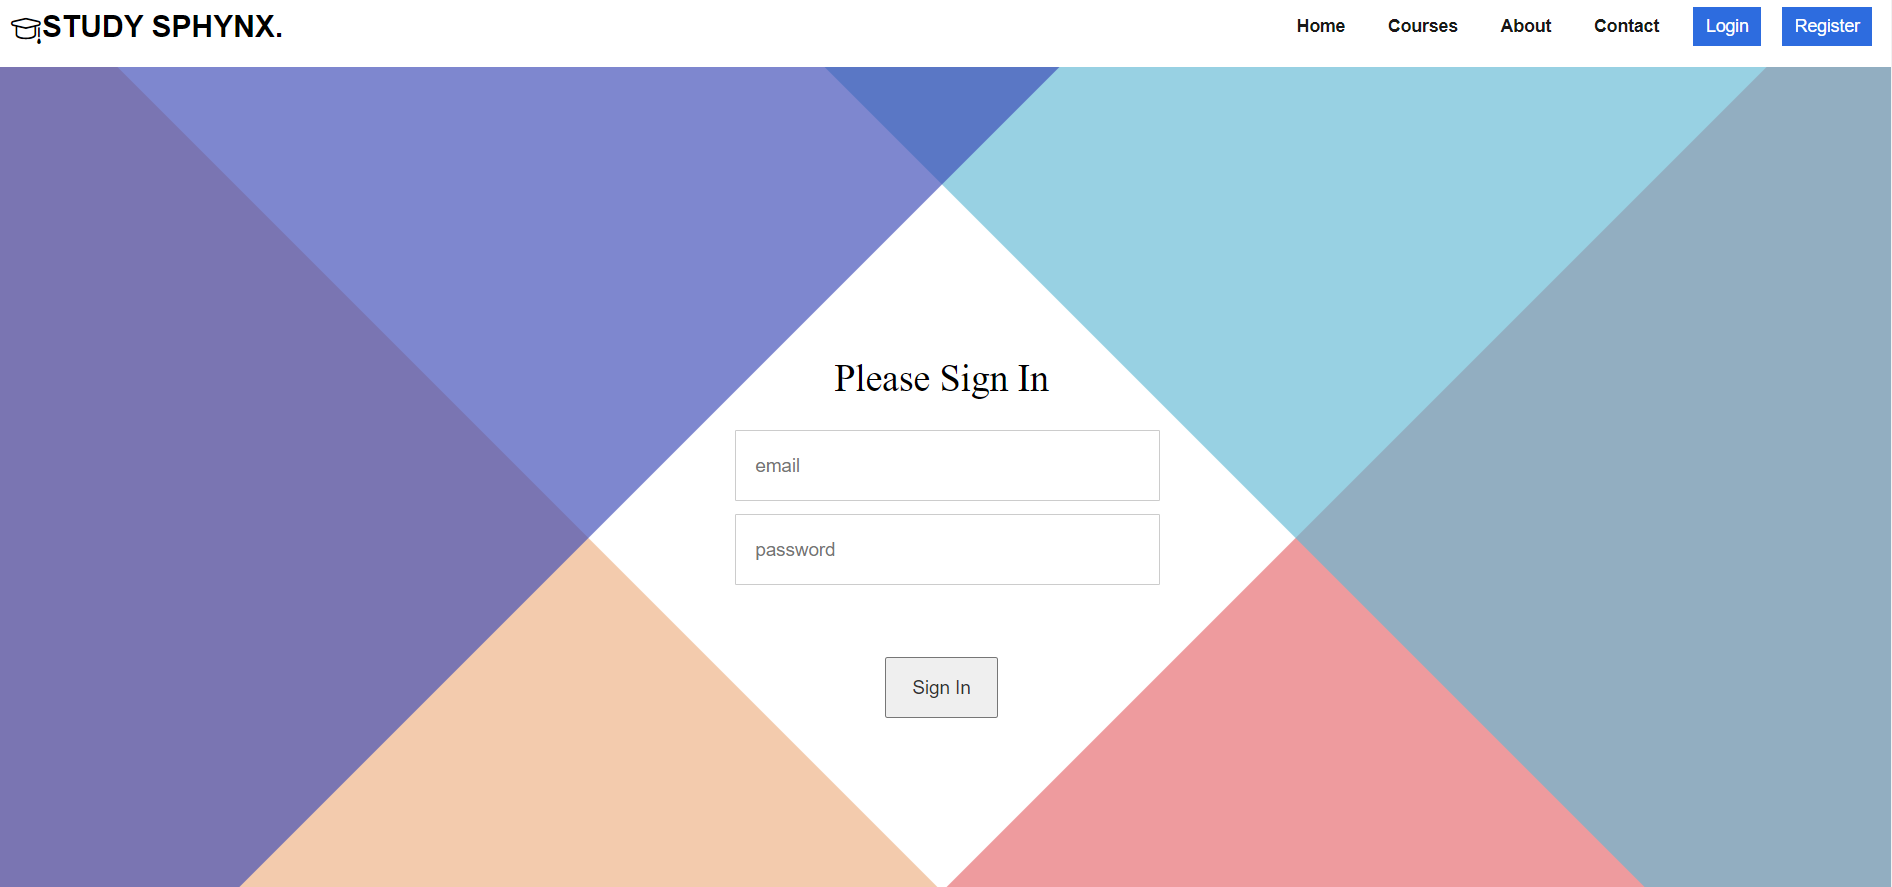 STUDY SPHYNX.
Home Courses About Contact Login Register
Please Sign In
email
password
Sign In